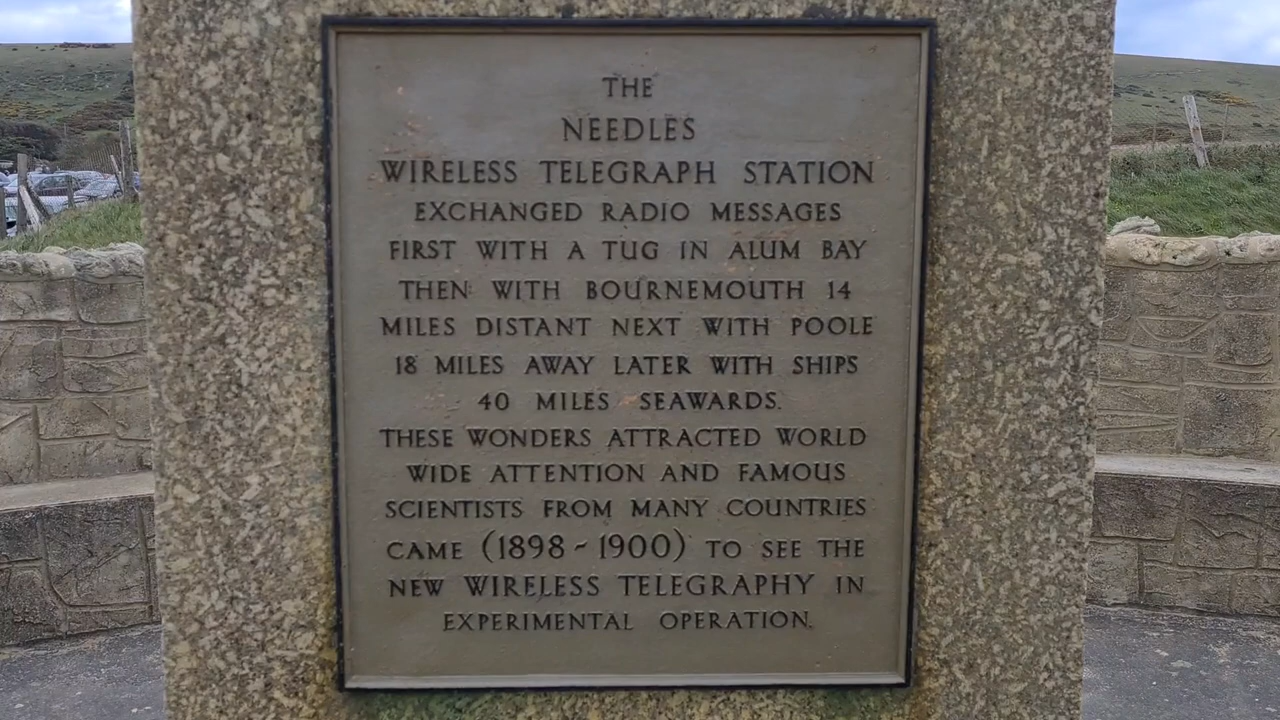 THE
NEEDLES
WIRELESS TELEGRAPH STATION
EXCHANGED RADIO MESSAGES
FIRST WITH A TUG IN ALUM BAY
THEN WITH BOURNEMOUTH 14
MILES DISTANT NEXT WITH POOLE
18 MILES AWAY LATER WITH SHIPS
40 MILES SEAWARDS.
THESE WONDERS ATTRACTED WORLD
WIDE ATTENTION AND FAMOUS
SCIENTISTS FROM MANY COUNTRIES
CAME (1898 ~ 1900) TO SEE THE
NEW WIRELESS TELEGRAPHY IN
EXPERIMENTAL OPERATION.